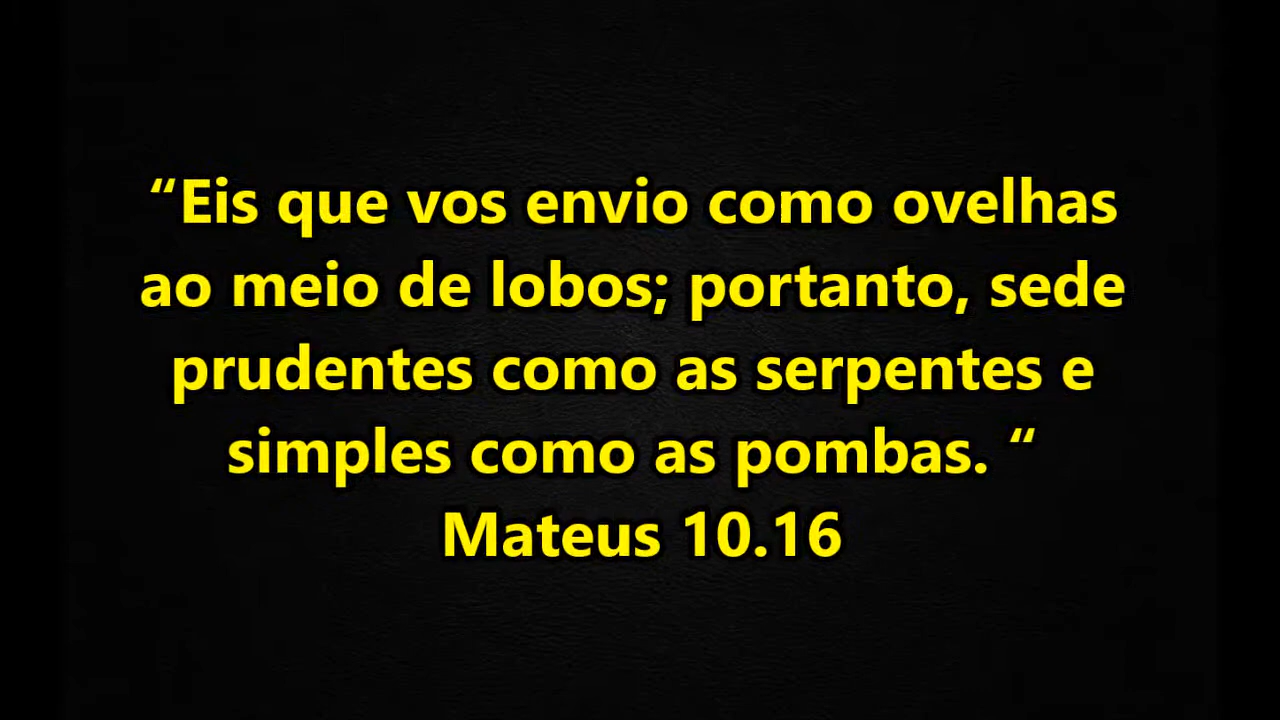 “Eis que vos envio como ovelhas
ao meio de lobos; portanto, sede
prudentes como as serpentes e
simples como as pombas. “
Mateus 10.16